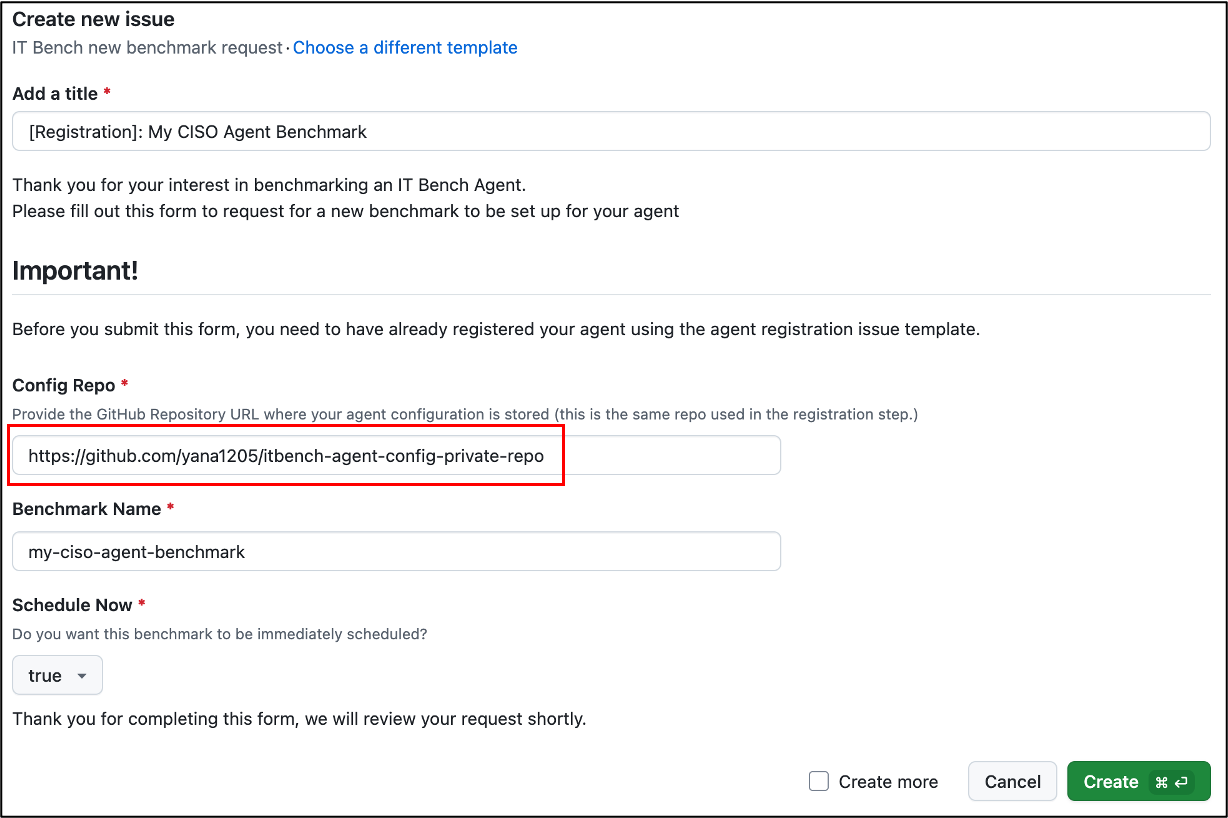 Create new issue
IT Bench new benchmark request · Choose a different template
Add a title *
[Registration]: My CISO Agent Benchmark
Thank you for your interest in benchmarking an IT Bench Agent.
Please fill out this form to request for a new benchmark to be set up for your agent
Important!
Before you submit this form, you need to have already registered your agent using the agent registration issue template.
Config Repo *
Provide the GitHub Repository URL where your agent configuration is stored (this is the same repo used in the registration step.)
https://github.com/yana1205/itbench-agent-config-private-repo
Benchmark Name *
my-ciso-agent-benchmark
Schedule Now *
Do you want this benchmark to be immediately scheduled?
true
Thank you for completing this form, we will review your request shortly.
Create more Cancel Create ⌘ ⏎